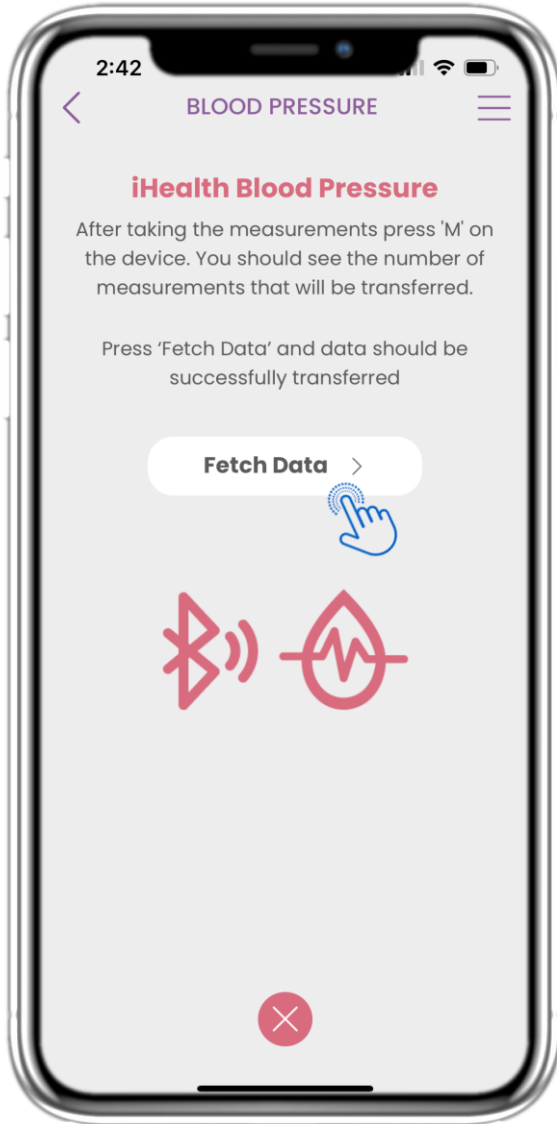 2:42
BLOOD PRESSURE
iHealth Blood Pressure
After taking the measurements press 'M' on
the device. You should see the number of
measurements that will be transferred.
Press ‘Fetch Data’ and data should be
successfully transferred
Fetch Data